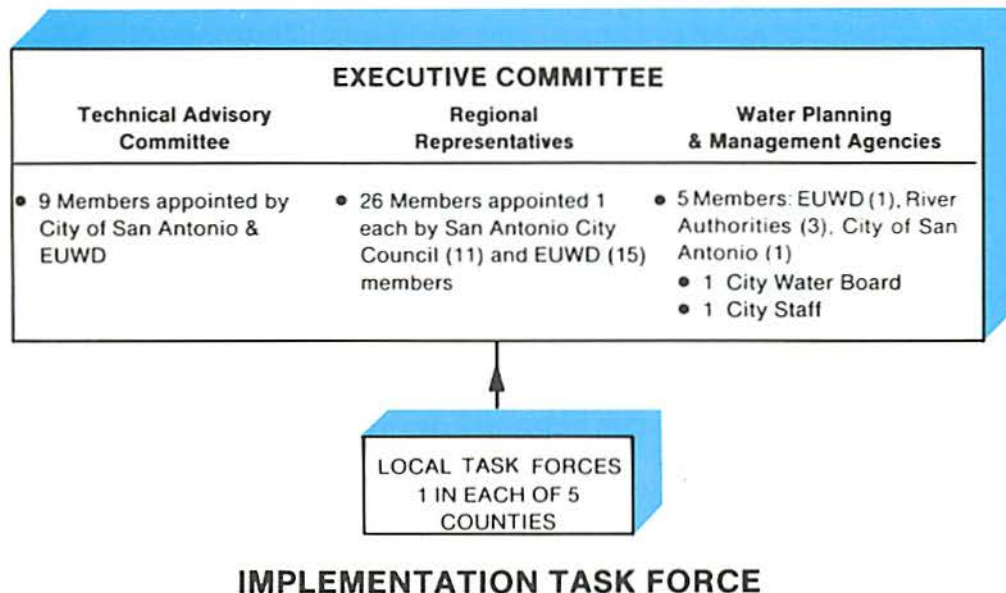 EXECUTIVE COMMITTEE
Technical Advisory
Committee
• 9 Members appointed by
City of San Antonio &
EUWD
Regional
Representatives
• 26 Members appointed 1
each by San Antonio City
Council (11) and EUWD (15)
members
Water Planning
& Management Agencies
• 5 Members: EUWD (1), River
Authorities (3), City of San
Antonio (1)
• 1 City Water Board
• 1 City Staff
LOCAL TASK FORCES
1 IN EACH OF 5
COUNTIES
IMPLEMENTATION TASK FORCE